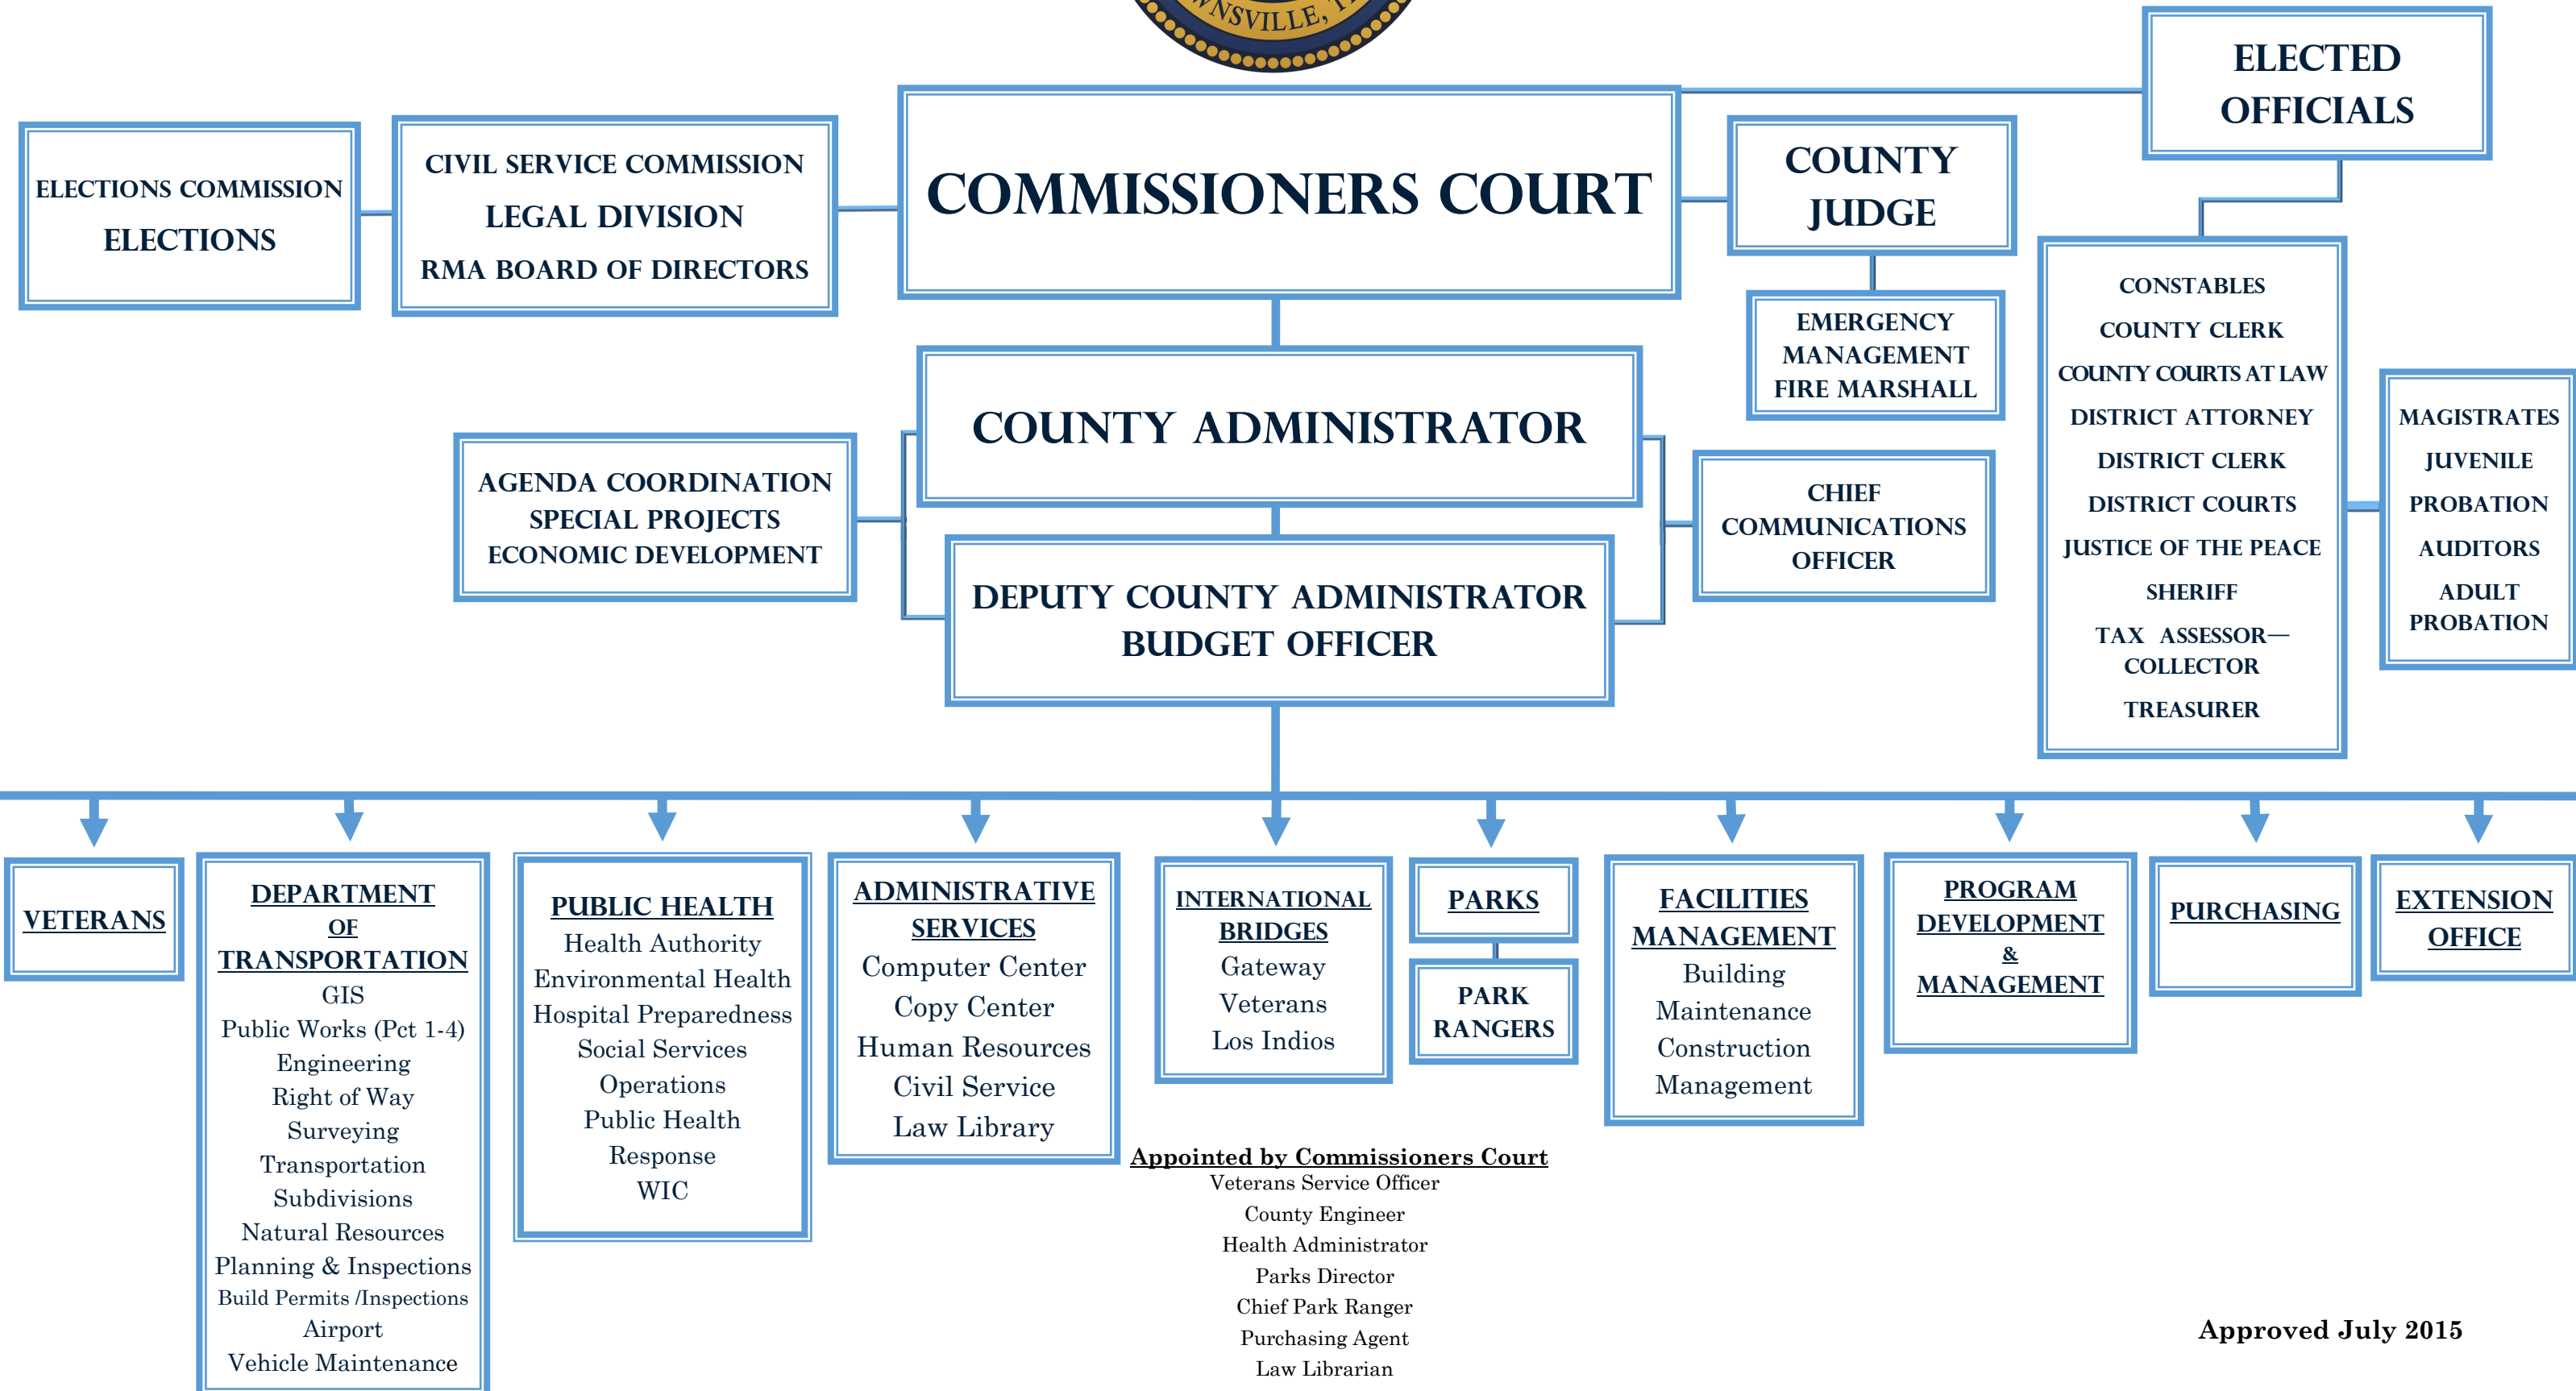 ELECTED
OFFICIALS
ELECTIONS COMMISSION
ELECTIONS
CIVIL SERVICE COMMISSION
LEGAL DIVISION
RMA BOARD OF DIRECTORS
COMMISSIONERS COURT
COUNTY
JUDGE
EMERGENCY
MANAGEMENT
FIRE MARSHALL
CONSTABLES
COUNTY CLERK
COUNTY COURTS AT LAW
DISTRICT ATTORNEY
DISTRICT CLERK
DISTRICT COURTS
JUSTICE OF THE PEACE
SHERIFF
TAX ASSESSOR—
COLLECTOR
TREASURER
MAGISTRATES
JUVENILE
PROBATION
AUDITORS
ADULT
PROBATION
COUNTY ADMINISTRATOR
AGENDA COORDINATION
SPECIAL PROJECTS
ECONOMIC DEVELOPMENT
CHIEF
COMMUNICATIONS
OFFICER
DEPUTY COUNTY ADMINISTRATOR
BUDGET OFFICER
VETERANS
DEPARTMENT
OF
TRANSPORTATION
GIS
Public Works (Pct 1-4)
Engineering
Right of Way
Surveying
Transportation
Subdivisions
Natural Resources
Planning & Inspections
Build Permits /Inspections
Airport
Vehicle Maintenance
PUBLIC HEALTH
Health Authority
Environmental Health
Hospital Preparedness
Social Services
Operations
Public Health
Response
WIC
ADMINISTRATIVE
SERVICES
Computer Center
Copy Center
Human Resources
Civil Service
Law Library
INTERNATIONAL
BRIDGES
Gateway
Veterans
Los Indios
PARKS
PARK
RANGERS
FACILITIES
MANAGEMENT
Building
Maintenance
Construction
Management
PROGRAM
DEVELOPMENT
&
MANAGEMENT
PURCHASING
EXTENSION
OFFICE
Appointed by Commissioners Court
Veterans Service Officer
County Engineer
Health Administrator
Parks Director
Chief Park Ranger
Purchasing Agent
Law Librarian
Approved July 2015